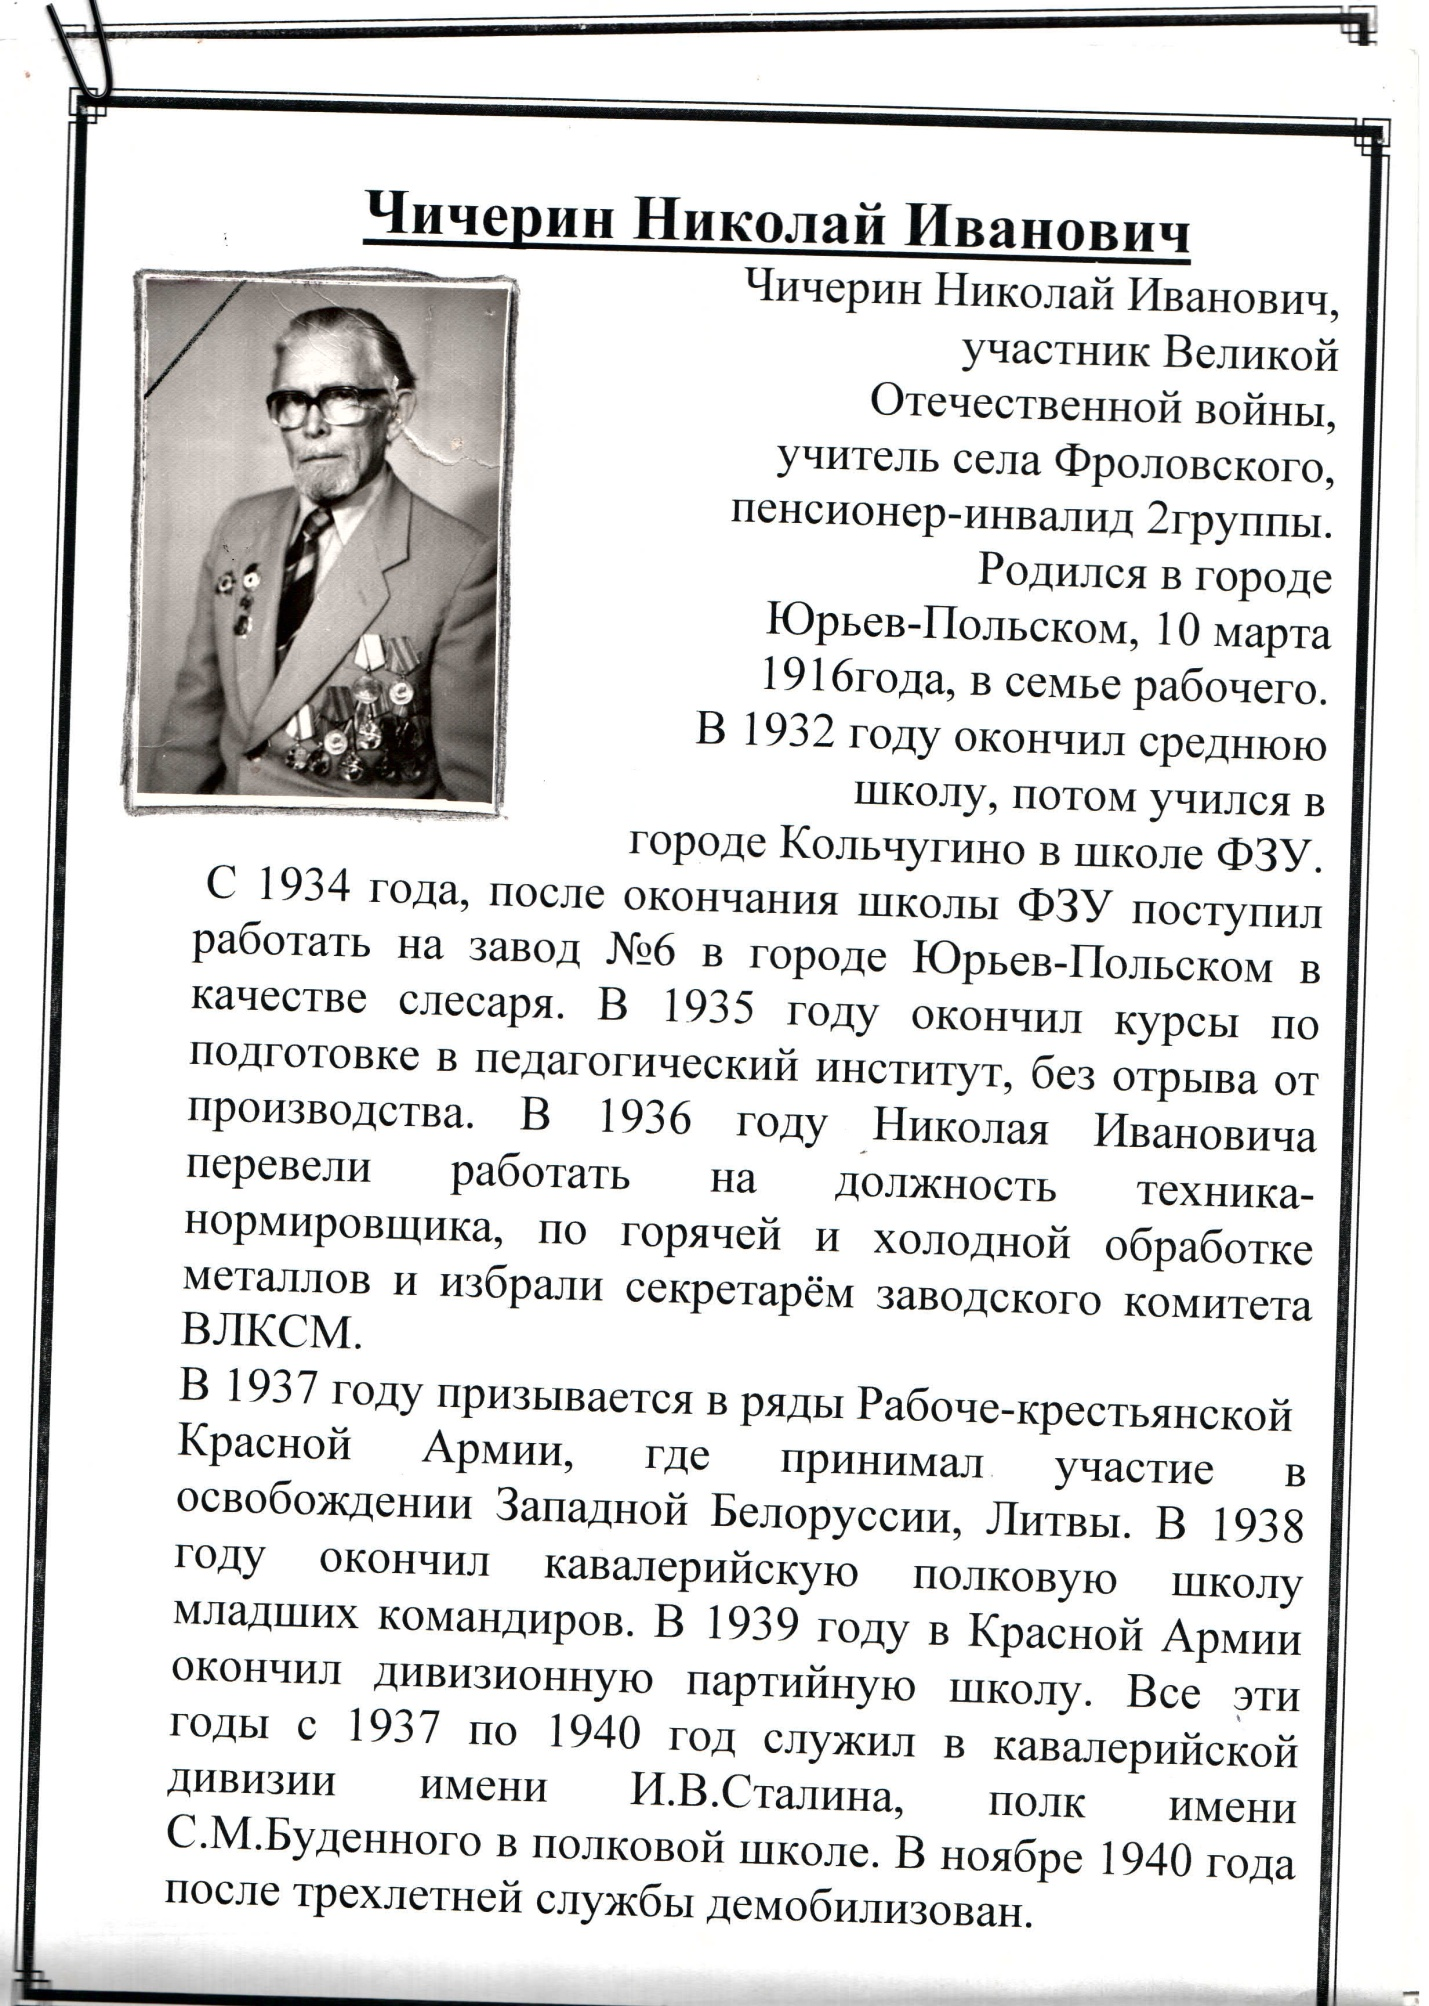 Чичерин Николай Иванович
Чичерин Николай Иванович,
участник Великой
Отечественной войны,
учитель села Фроловского,
пенсионер-инвалид 2группы.
Родился в городе
Юрьев-Польском, 10 марта
1916года, в семье рабочего.
В 1932 году окончил среднюю
школу, потом учился в
городе Кольчугино в школе ФЗУ.
С 1934 года, после окончания школы ФЗУ поступил
работать на завод №6 в городе Юрьев-Польском в
качестве слесаря. В 1935 году окончил курсы по
подготовке в педагогический институт, без отрыва от
производства. В 1936 году Николая Ивановича
перевели работать на должность техника-
нормировщика, по горячей и холодной обработке
металлов и избрали секретарём заводского комитета
ВЛКСМ.
В 1937 году призывается в ряды Рабоче-крестьянской
Красной Армии, где принимал участие в
освобождении Западной Белоруссии, Литвы. В 1938
году окончил кавалерийскую полковую школу
младших командиров. В 1939 году в Красной Армии
окончил дивизионную партийную школу. Все эти
годы с 1937 по 1940 год служил в кавалерийской
дивизии имени И.В.Сталина, полк имени
С.М.Буденного в полковой школе. В ноябре 1940 года
после трехлетней службы демобилизован.